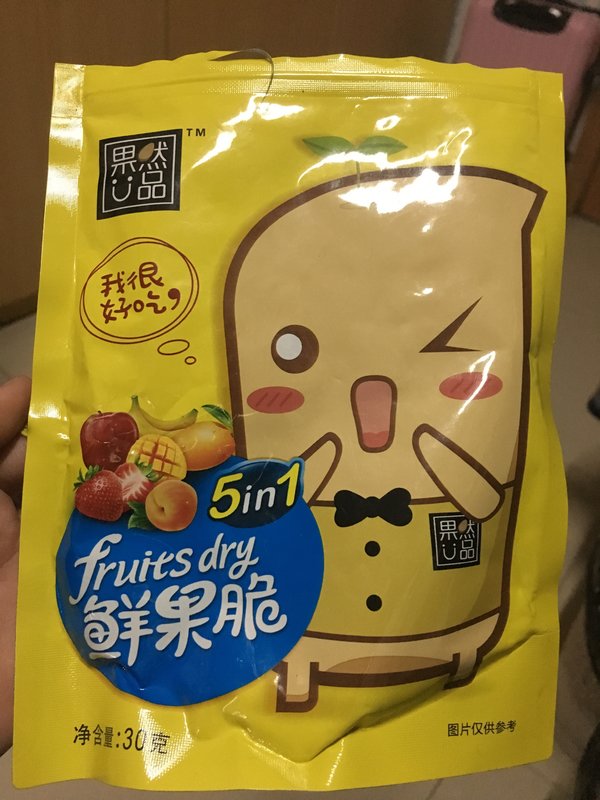 果然
U品
TM
我很
好吃,
5in1
fruits dry
鲜果脆
果然
U品
净含量:30克
图片仅供参考